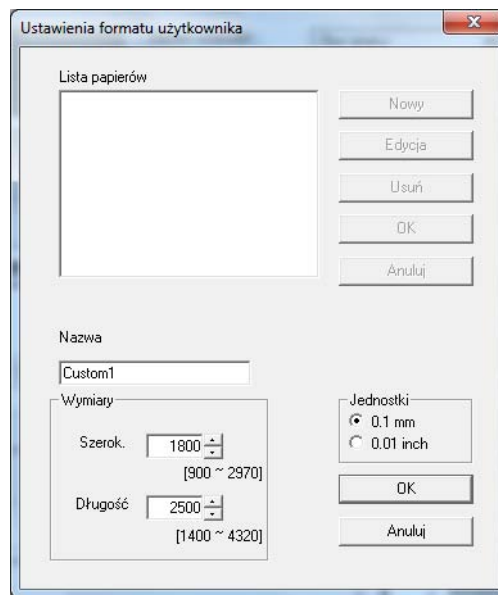 Ustawienia formatu użytkownika
Lista papierów
Nowy
Edycja
Usuń
OK
Anuluj
Nazwa
Custom1
Wymiary
Szerok. 1800
[900 ~ 2970]
Długość 2500
[1400 ~ 4320]
Jednostki
0.1 mm
0.01 inch
OK
Anuluj